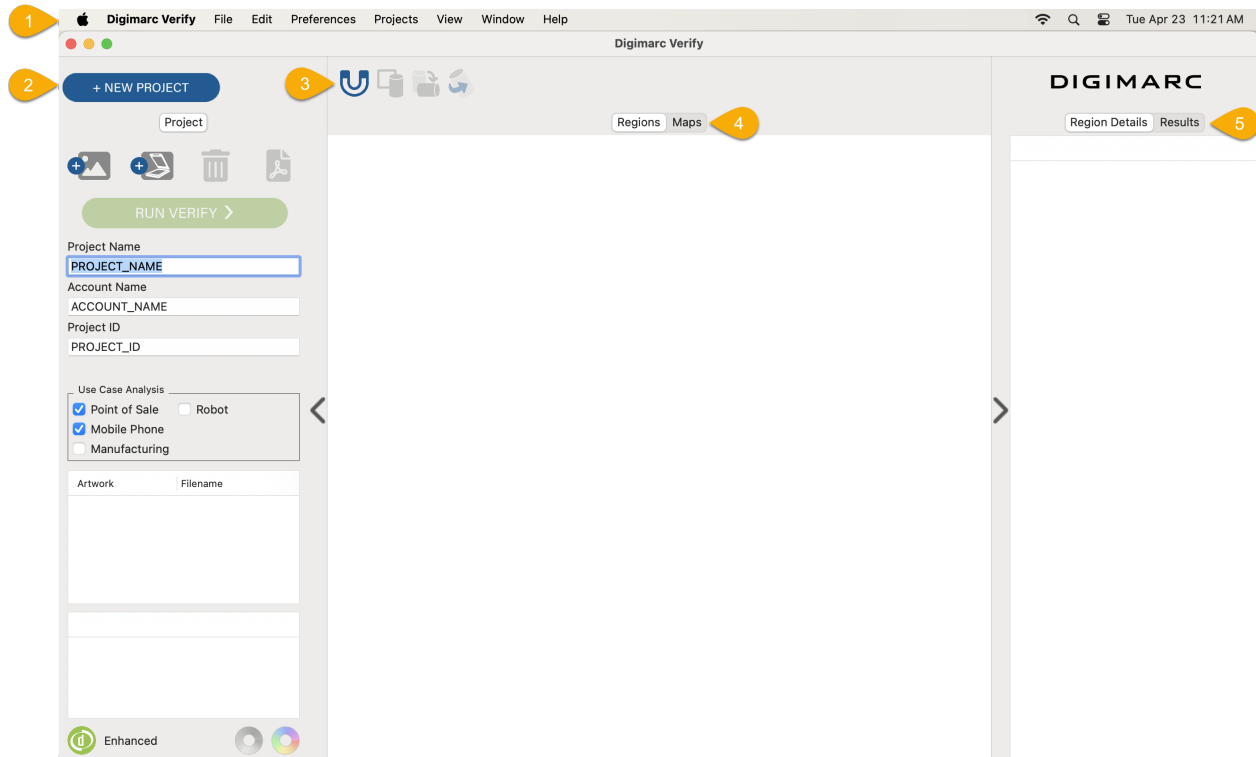 1
Digimarc Verify File Edit Preferences Projects View Window Help Tue Apr 23 11:21 AM
Digimarc Verify
2
+ NEW PROJECT
3
DIGIMARC
Project
Regions Maps
4
Region Details Results
5
RUN VERIFY
Project Name
PROJECT_NAME
Account Name
ACCOUNT_NAME
Project ID
PROJECT_ID
Use Case Analysis
Point of Sale Robot
Mobile Phone
Manufacturing
Artwork Filename
d Enhanced